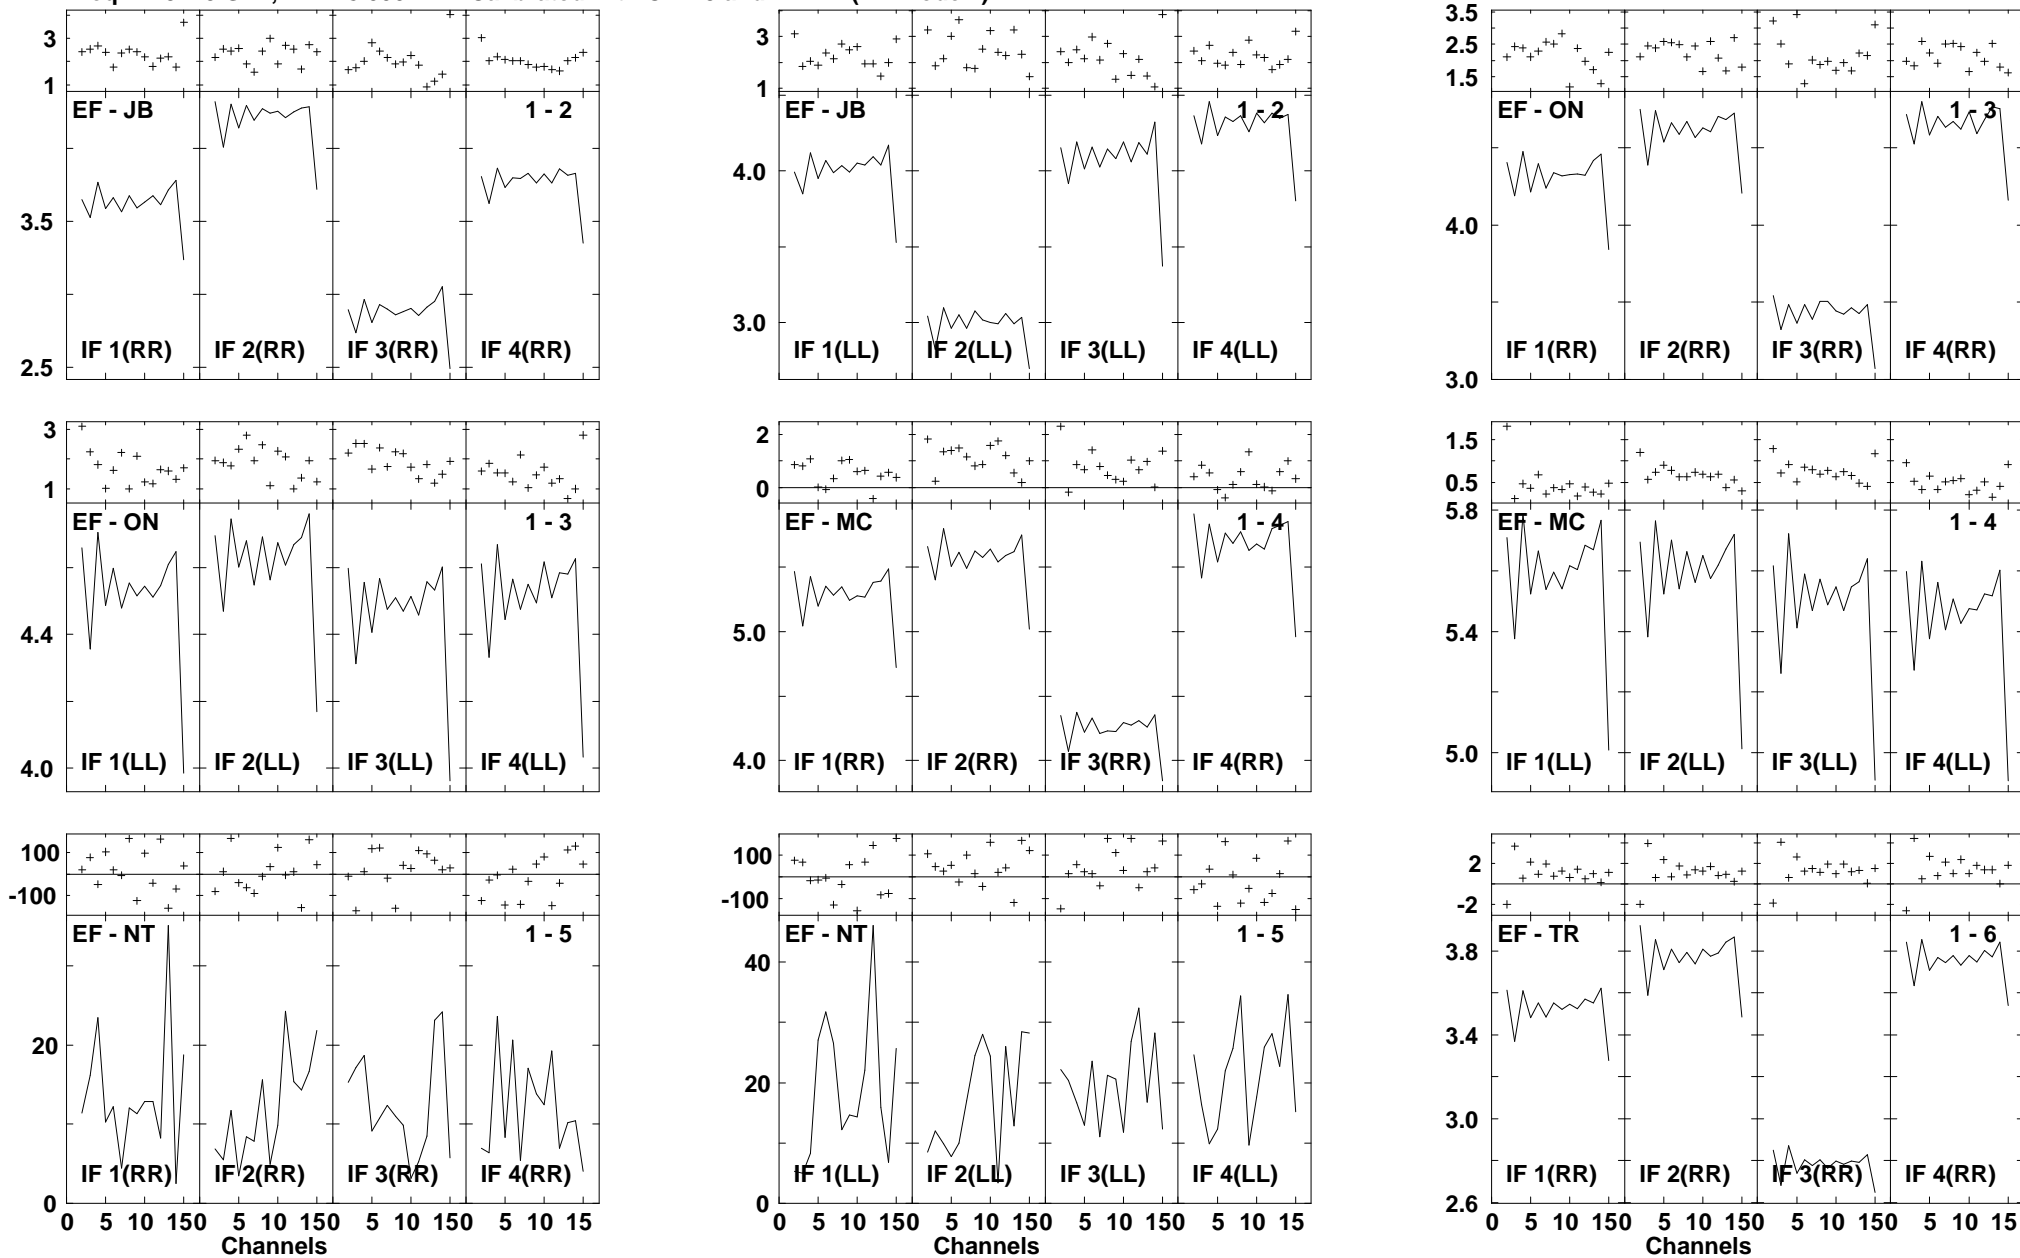 3
1
EF - JB
1 - 2
3.5
2.5
IF 1(RR) IF 2(RR) IF 3(RR) IF 4(RR)
3
1
EF - JB
1 - 2
4.0
3.0
IF 1(LL) IF 2(LL) IF 3(LL) IF 4(LL)
3.5
2.5
1.5
EF - ON
1 - 3
4.0
3.0
IF 1(RR) IF 2(RR) IF 3(RR) IF 4(RR)
3
1
EF - ON
1 - 3
4.4
4.0
IF 1(LL) IF 2(LL) IF 3(LL) IF 4(LL)
2
0
EF - MC
1 - 4
5.0
4.0
IF 1(RR) IF 2(RR) IF 3(RR) IF 4(RR)
1.5
0.5
EF - MC
1 - 4
5.8
5.4
5.0
IF 1(LL) IF 2(LL) IF 3(LL) IF 4(LL)
100
-100
EF - NT
1 - 5
20
0
IF 1(RR) IF 2(RR) IF 3(RR) IF 4(RR)
0 5 10 150 5 10 150 5 10 150 5 10 15
Channels
100
-100
EF - NT
1 - 5
40
20
0
IF 1(LL) IF 2(LL) IF 3(LL) IF 4(LL)
0 5 10 150 5 10 150 5 10 150 5 10 15
Channels
2
-2
EF - TR
1 - 6
3.8
3.4
3.0
2.6
IF 1(RR) IF 2(RR) IF 3(RR) IF 4(RR)
0 5 10 150 5 10 150 5 10 150 5 10 15
Channels